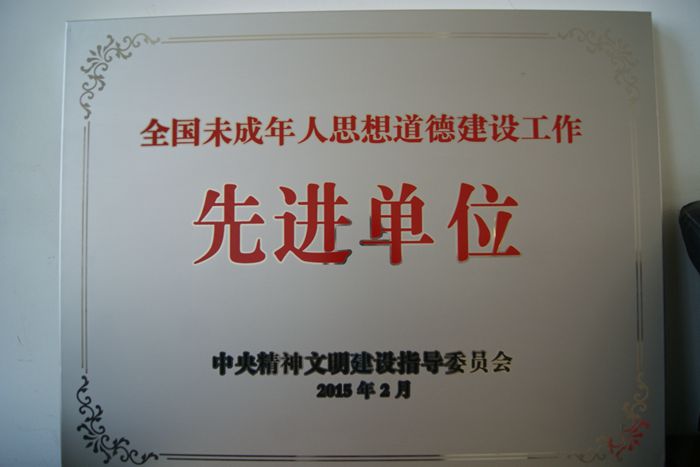 全国未成年人思想道德建设工作
先进单位
中央精神文明建设指导委员会
2015年2月